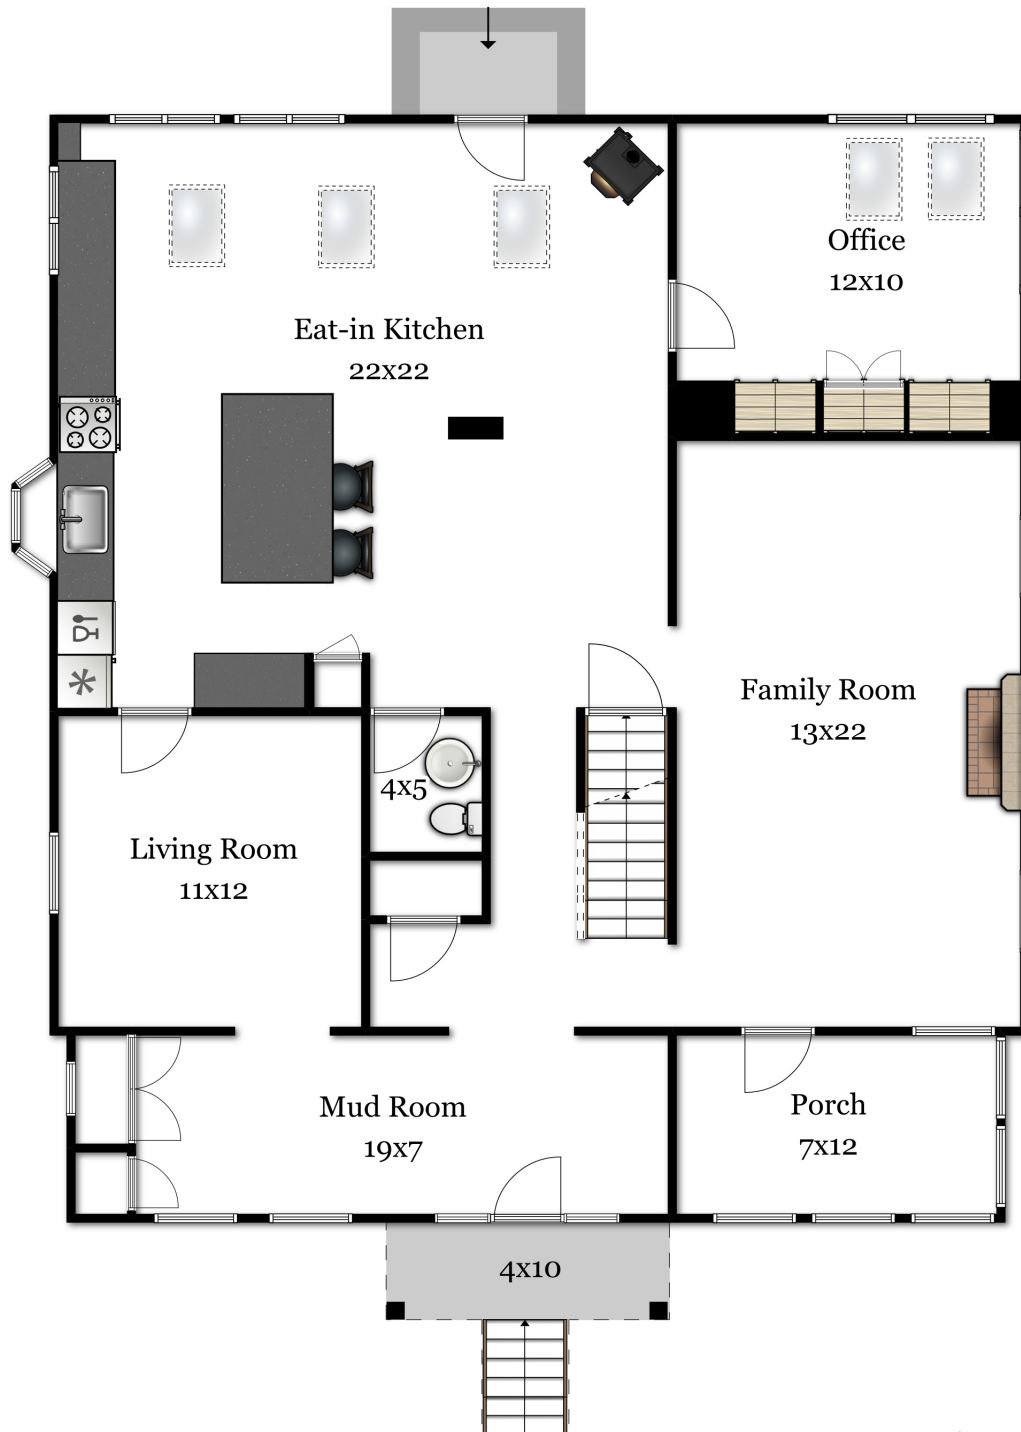 Office
12x10
Eat-in Kitchen
22x22
Family Room
13x22
4x5
Living Room
11x12
Mud Room
19x7
Porch
7x12
4x10